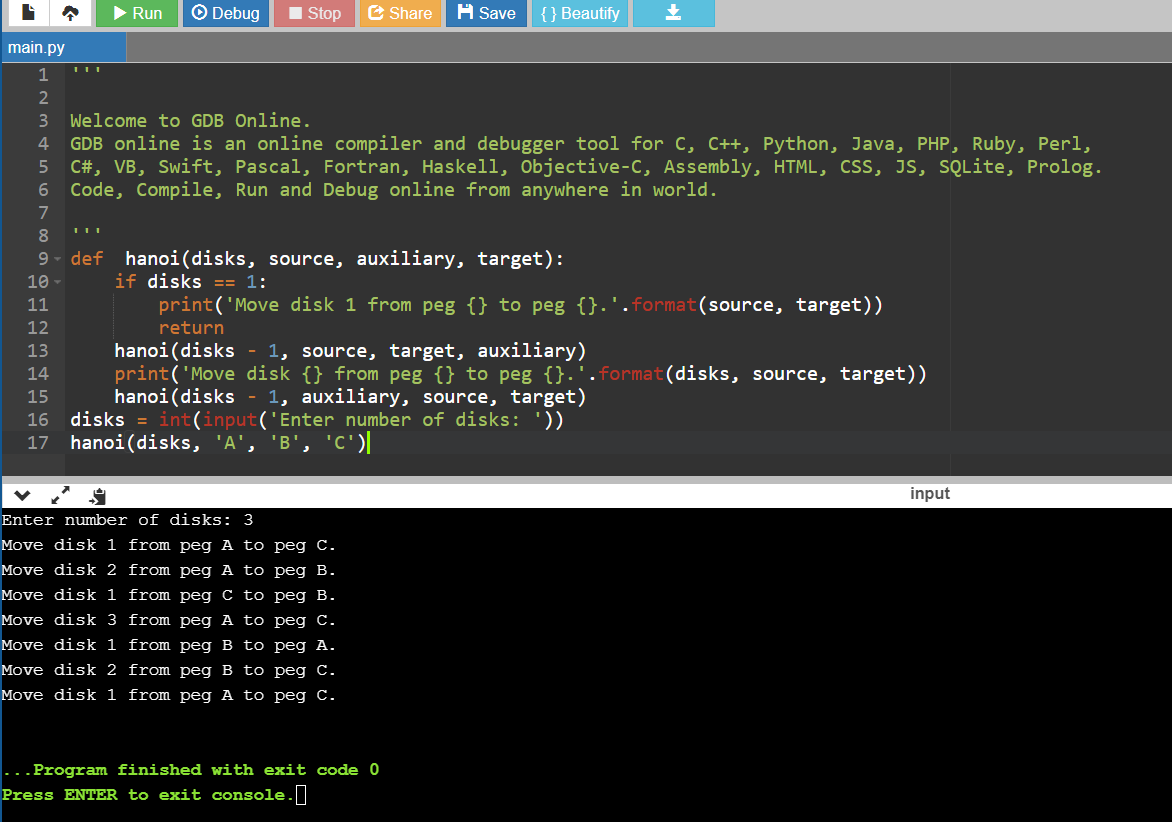 Run Debug Stop Share Save { } Beautify
main.py
1 '''
2
3 Welcome to GDB Online.
4 GDB online is an online compiler and debugger tool for C, C++, Python, Java, PHP, Ruby, Perl,
5 C#, VB, Swift, Pascal, Fortran, Haskell, Objective-C, Assembly, HTML, CSS, JS, SQLite, Prolog.
6 Code, Compile, Run and Debug online from anywhere in world.
7
8 '''
9 def  hanoi(disks, source, auxiliary, target):
10     if disks == 1:
11         print('Move disk 1 from peg {} to peg {}.'.format(source, target))
12         return
13     hanoi(disks - 1, source, target, auxiliary)
14     print('Move disk {} from peg {} to peg {}.'.format(disks, source, target))
15     hanoi(disks - 1, auxiliary, source, target)
16 disks = int(input('Enter number of disks: '))
17 hanoi(disks, 'A', 'B', 'C')
input
Enter number of disks: 3
Move disk 1 from peg A to peg C.
Move disk 2 from peg A to peg B.
Move disk 1 from peg C to peg B.
Move disk 3 from peg A to peg C.
Move disk 1 from peg B to peg A.
Move disk 2 from peg B to peg C.
Move disk 1 from peg A to peg C.
...Program finished with exit code 0
Press ENTER to exit console.